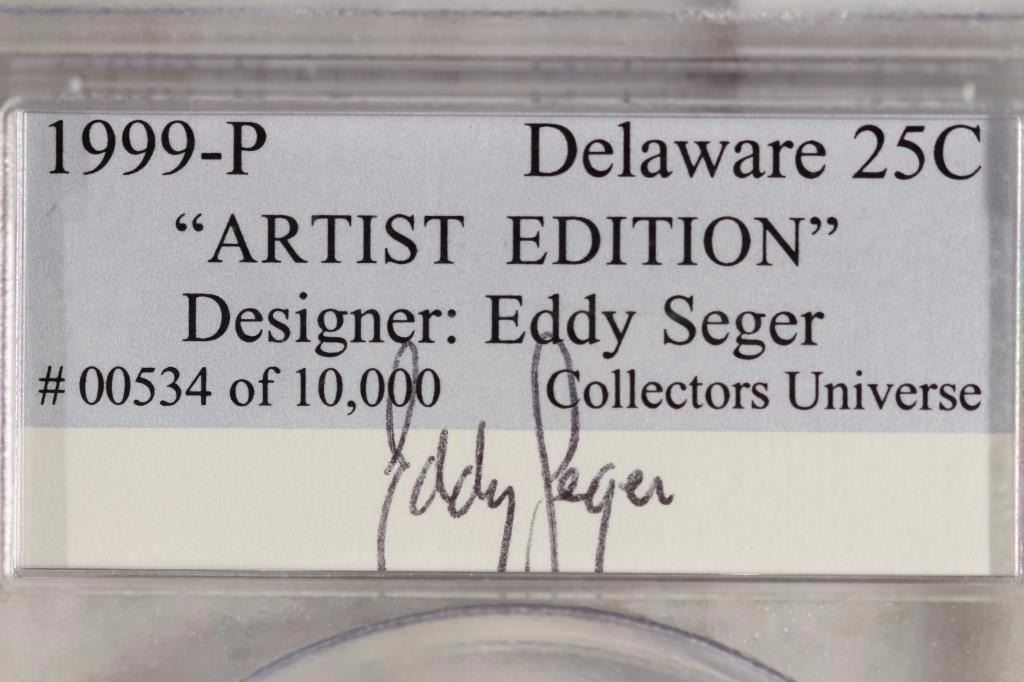 1999-P Delaware 25C
“ARTIST EDITION”
Designer: Eddy Seger
# 00534 of 10,000 Collectors Universe
Eddy Seger